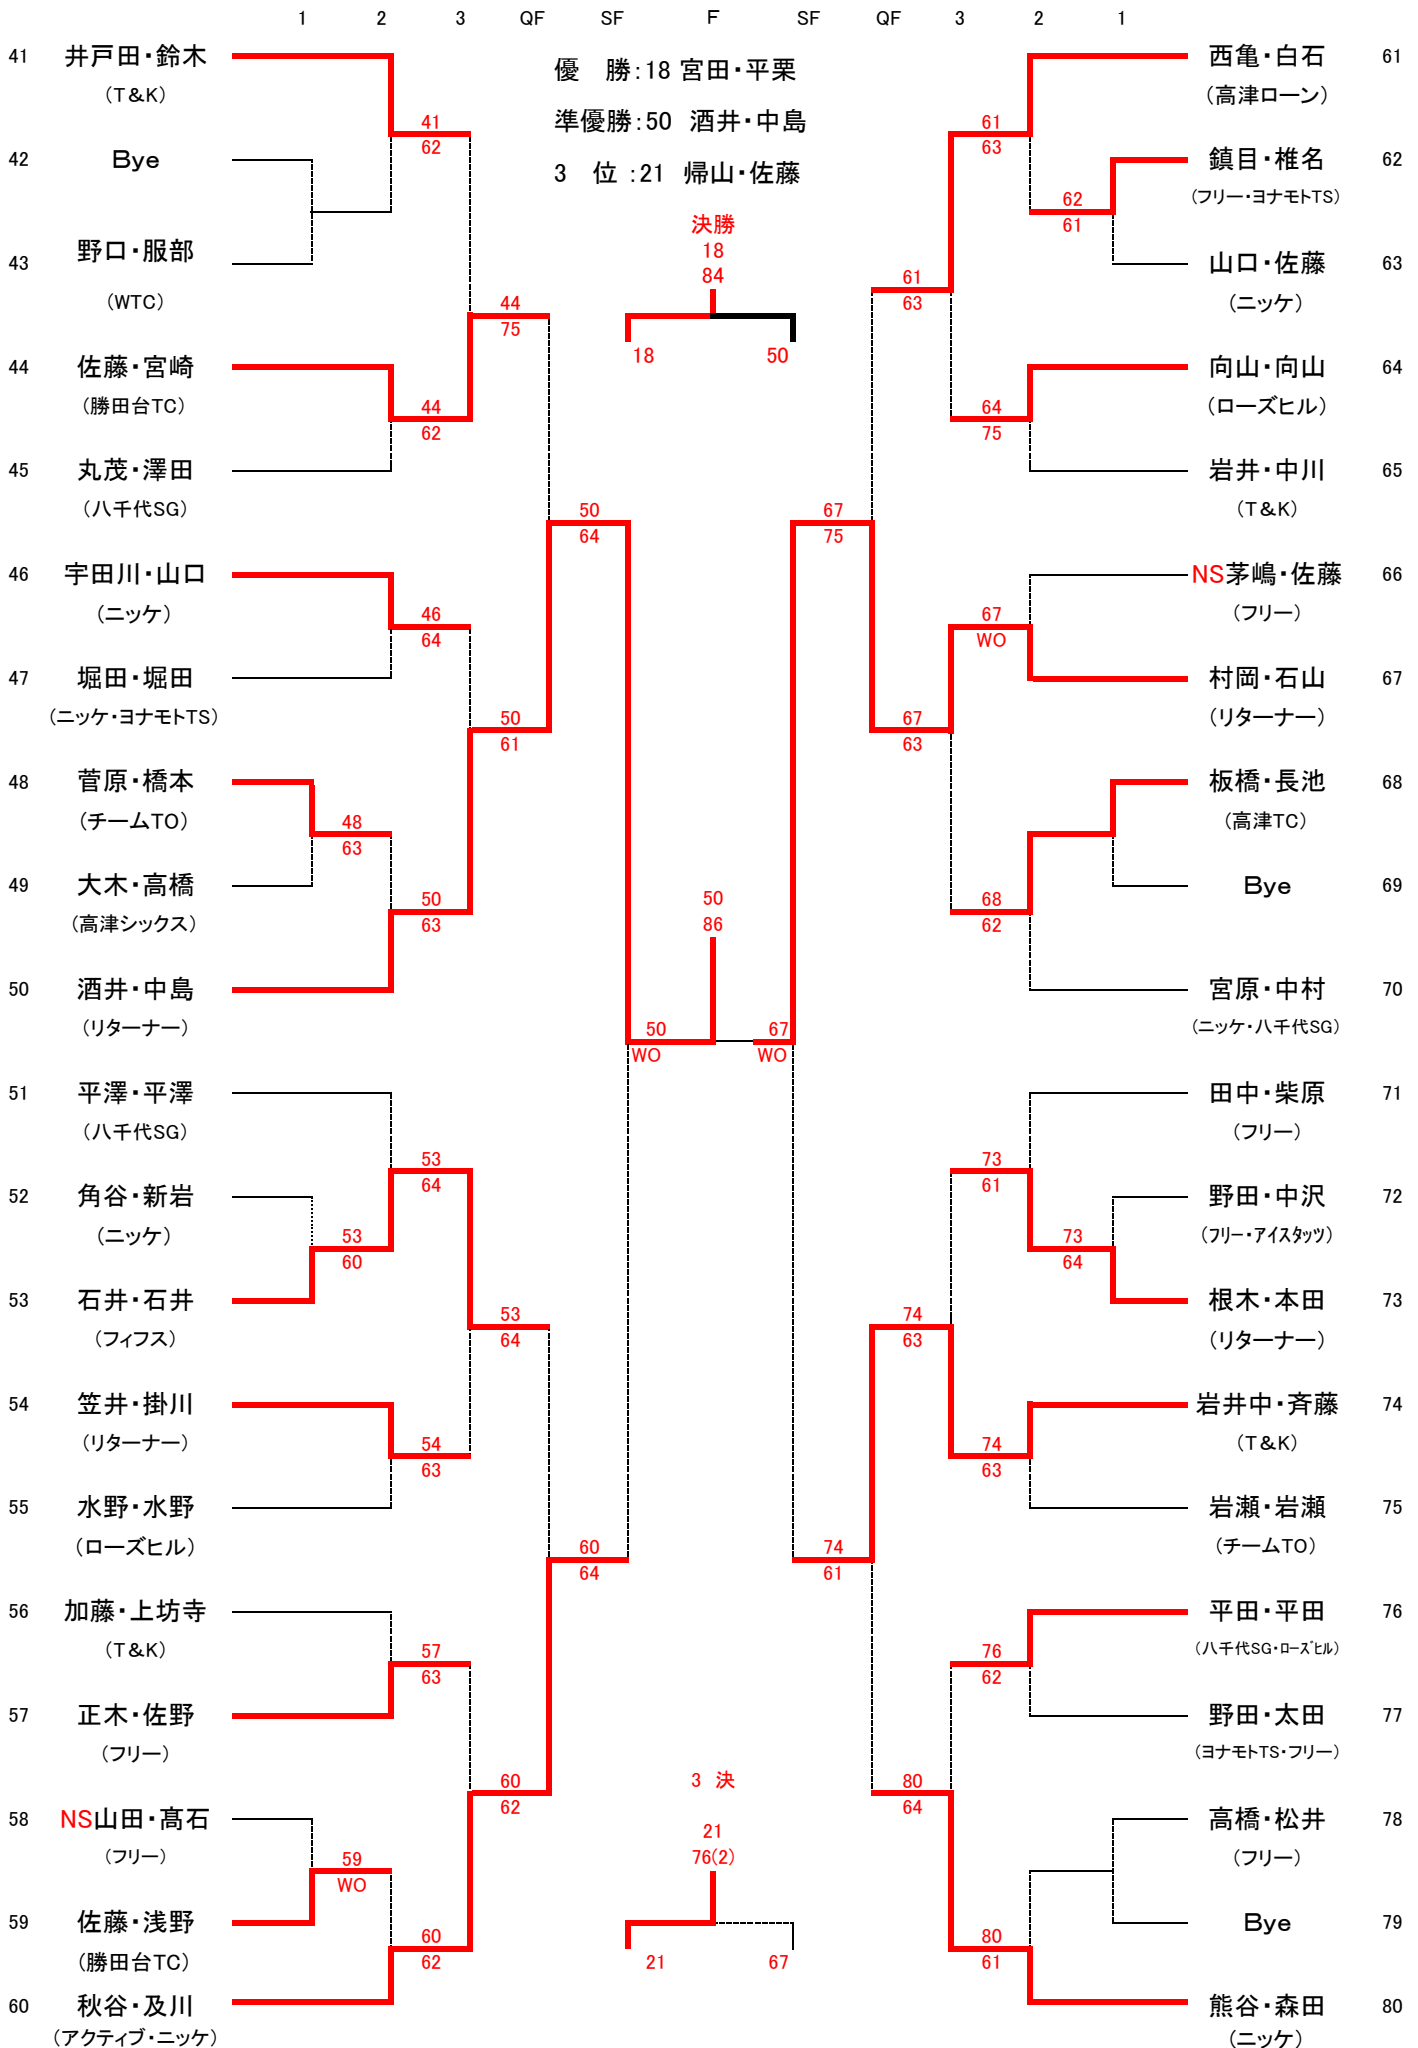 1 2 3 QF SF F SF QF 3 2 1
優　勝：18 宮田・平栗
準優勝：50 酒井・中島
3　位：21 帰山・佐藤
決勝
18
84
18 50
41 井戸田・鈴木
（T&K）
42 Bye
43 野口・服部
（WTC）
44 佐藤・宮崎
（勝田台TC）
45 丸茂・澤田
（八千代SG）
46 宇田川・山口
（ニッケ）
47 堀田・堀田
（ニッケ・ヨナモトTS）
48 菅原・橋本
（チームTO）
49 大木・高橋
（高津シックス）
50 酒井・中島
（リターナー）
51 平澤・平澤
（八千代SG）
52 角谷・新岩
（ニッケ）
53 石井・石井
（フィフス）
54 笠井・掛川
（リターナー）
55 水野・水野
（ローズヒル）
56 加藤・上坊寺
（T&K）
57 正木・佐野
（フリー）
58 NS山田・髙石
（フリー）
59 佐藤・浅野
（勝田台TC）
60 秋谷・及川
（アクティブ・ニッケ）
48
63
53
60
59
WO
41
62
44
62
46
64
50
63
53
64
54
63
57
63
60
62
44
75
50
61
53
64
60
62
50
64
60
64
50
WO
50
86
67
WO
67
75
74
61
61
63
67
63
74
63
80
64
61
63
64
75
67
WO
68
62
73
61
74
63
76
62
80
61
62
61
73
64
西亀・白石 61
（高津ローン）
鎮目・椎名 62
（フリー・ヨナモトTS）
山口・佐藤 63
（ニッケ）
向山・向山 64
（ローズヒル）
岩井・中川 65
（T&K）
NS茅嶋・佐藤 66
（フリー）
村岡・石山 67
（リターナー）
板橋・長池 68
（高津TC）
Bye 69
宮原・中村 70
（ニッケ・八千代SG）
田中・柴原 71
（フリー）
野田・中沢 72
（フリー・アイスタッツ）
根木・本田 73
（リターナー）
岩井中・斉藤 74
（T&K）
岩瀬・岩瀬 75
（チームTO）
平田・平田 76
（八千代SG・ローズヒル）
野田・太田 77
（ヨナモトTS・フリー）
高橋・松井 78
（フリー）
Bye 79
熊谷・森田 80
（ニッケ）
3 決
21
76(2)
21 67